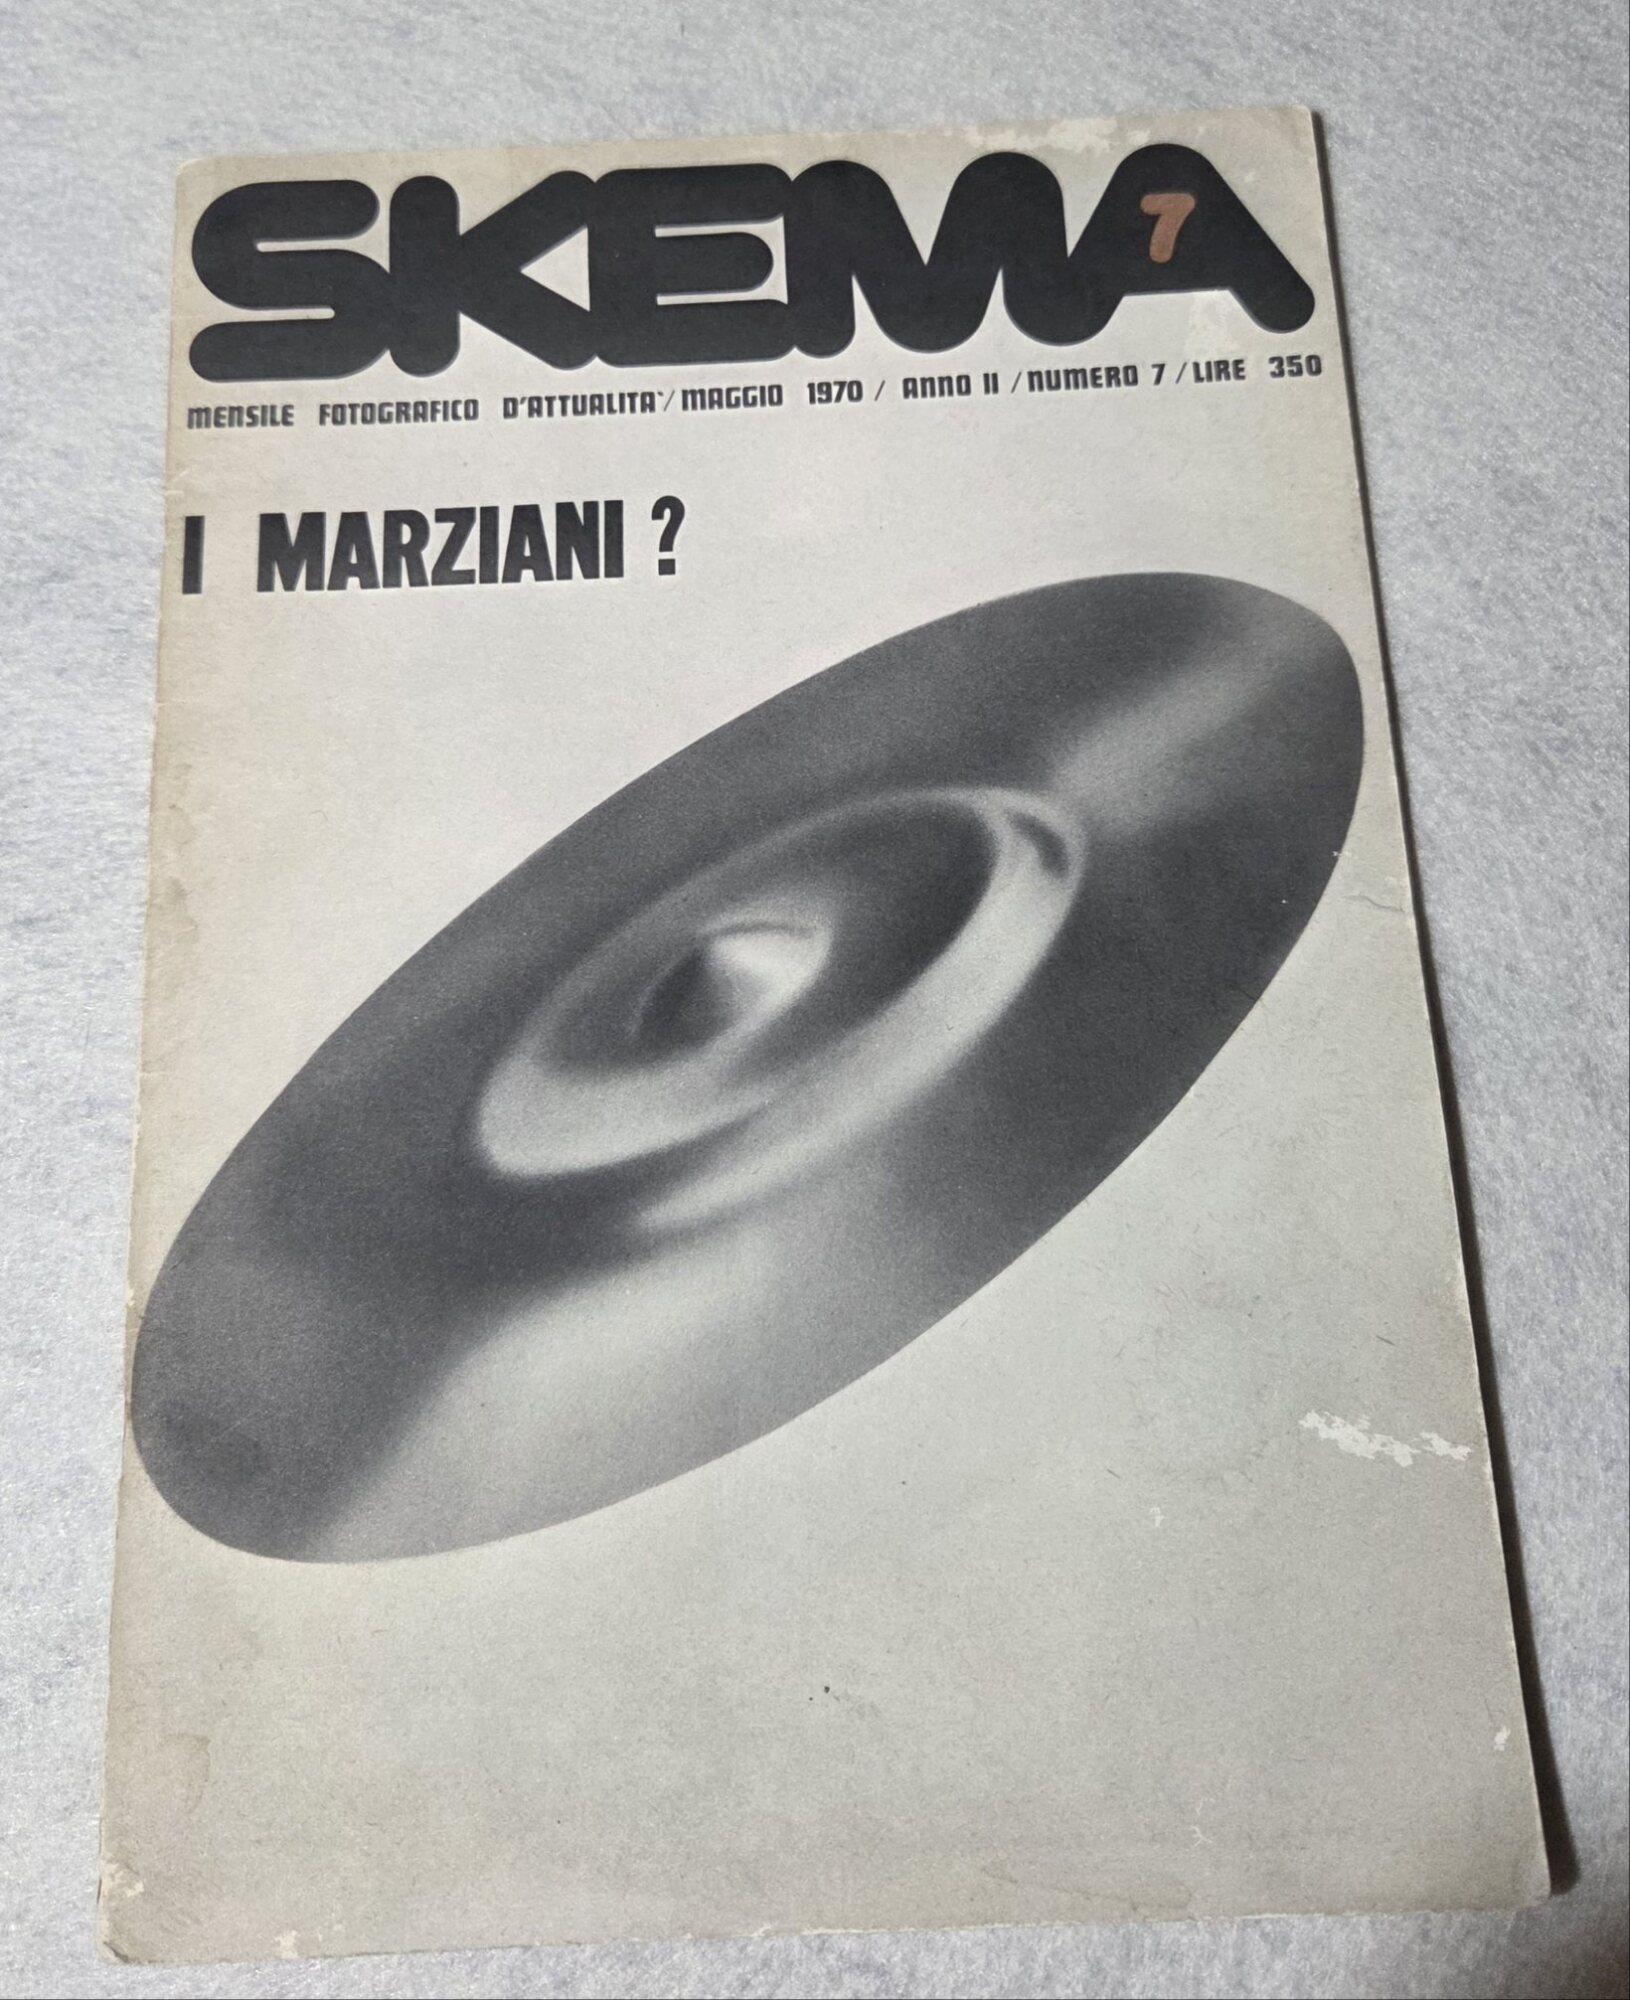 SKEMA 7
MENSILE FOTOGRAFICO D'ATTUALITA'/MAGGIO 1970 / ANNO II /NUMERO 7 /LIRE 350
I MARZIANI ?